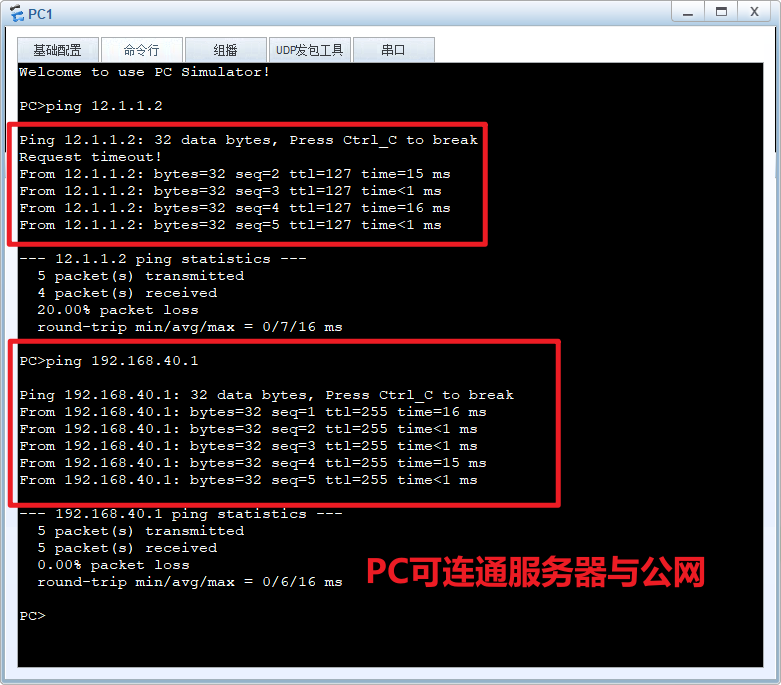 PC1
基础配置 命令行 组播 UDP发包工具 串口
Welcome to use PC Simulator!
PC>ping 12.1.1.2
Ping 12.1.1.2: 32 data bytes, Press Ctrl_C to break
Request timeout!
From 12.1.1.2: bytes=32 seq=2 ttl=127 time=15 ms
From 12.1.1.2: bytes=32 seq=3 ttl=127 time<1 ms
From 12.1.1.2: bytes=32 seq=4 ttl=127 time=16 ms
From 12.1.1.2: bytes=32 seq=5 ttl=127 time<1 ms
--- 12.1.1.2 ping statistics ---
5 packet(s) transmitted
4 packet(s) received
20.00% packet loss
round-trip min/avg/max = 0/7/16 ms
PC>ping 192.168.40.1
Ping 192.168.40.1: 32 data bytes, Press Ctrl_C to break
From 192.168.40.1: bytes=32 seq=1 ttl=255 time=16 ms
From 192.168.40.1: bytes=32 seq=2 ttl=255 time<1 ms
From 192.168.40.1: bytes=32 seq=3 ttl=255 time<1 ms
From 192.168.40.1: bytes=32 seq=4 ttl=255 time=15 ms
From 192.168.40.1: bytes=32 seq=5 ttl=255 time<1 ms
--- 192.168.40.1 ping statistics ---
5 packet(s) transmitted
5 packet(s) received
0.00% packet loss
round-trip min/avg/max = 0/6/16 ms
PC可连通服务器与公网
PC>